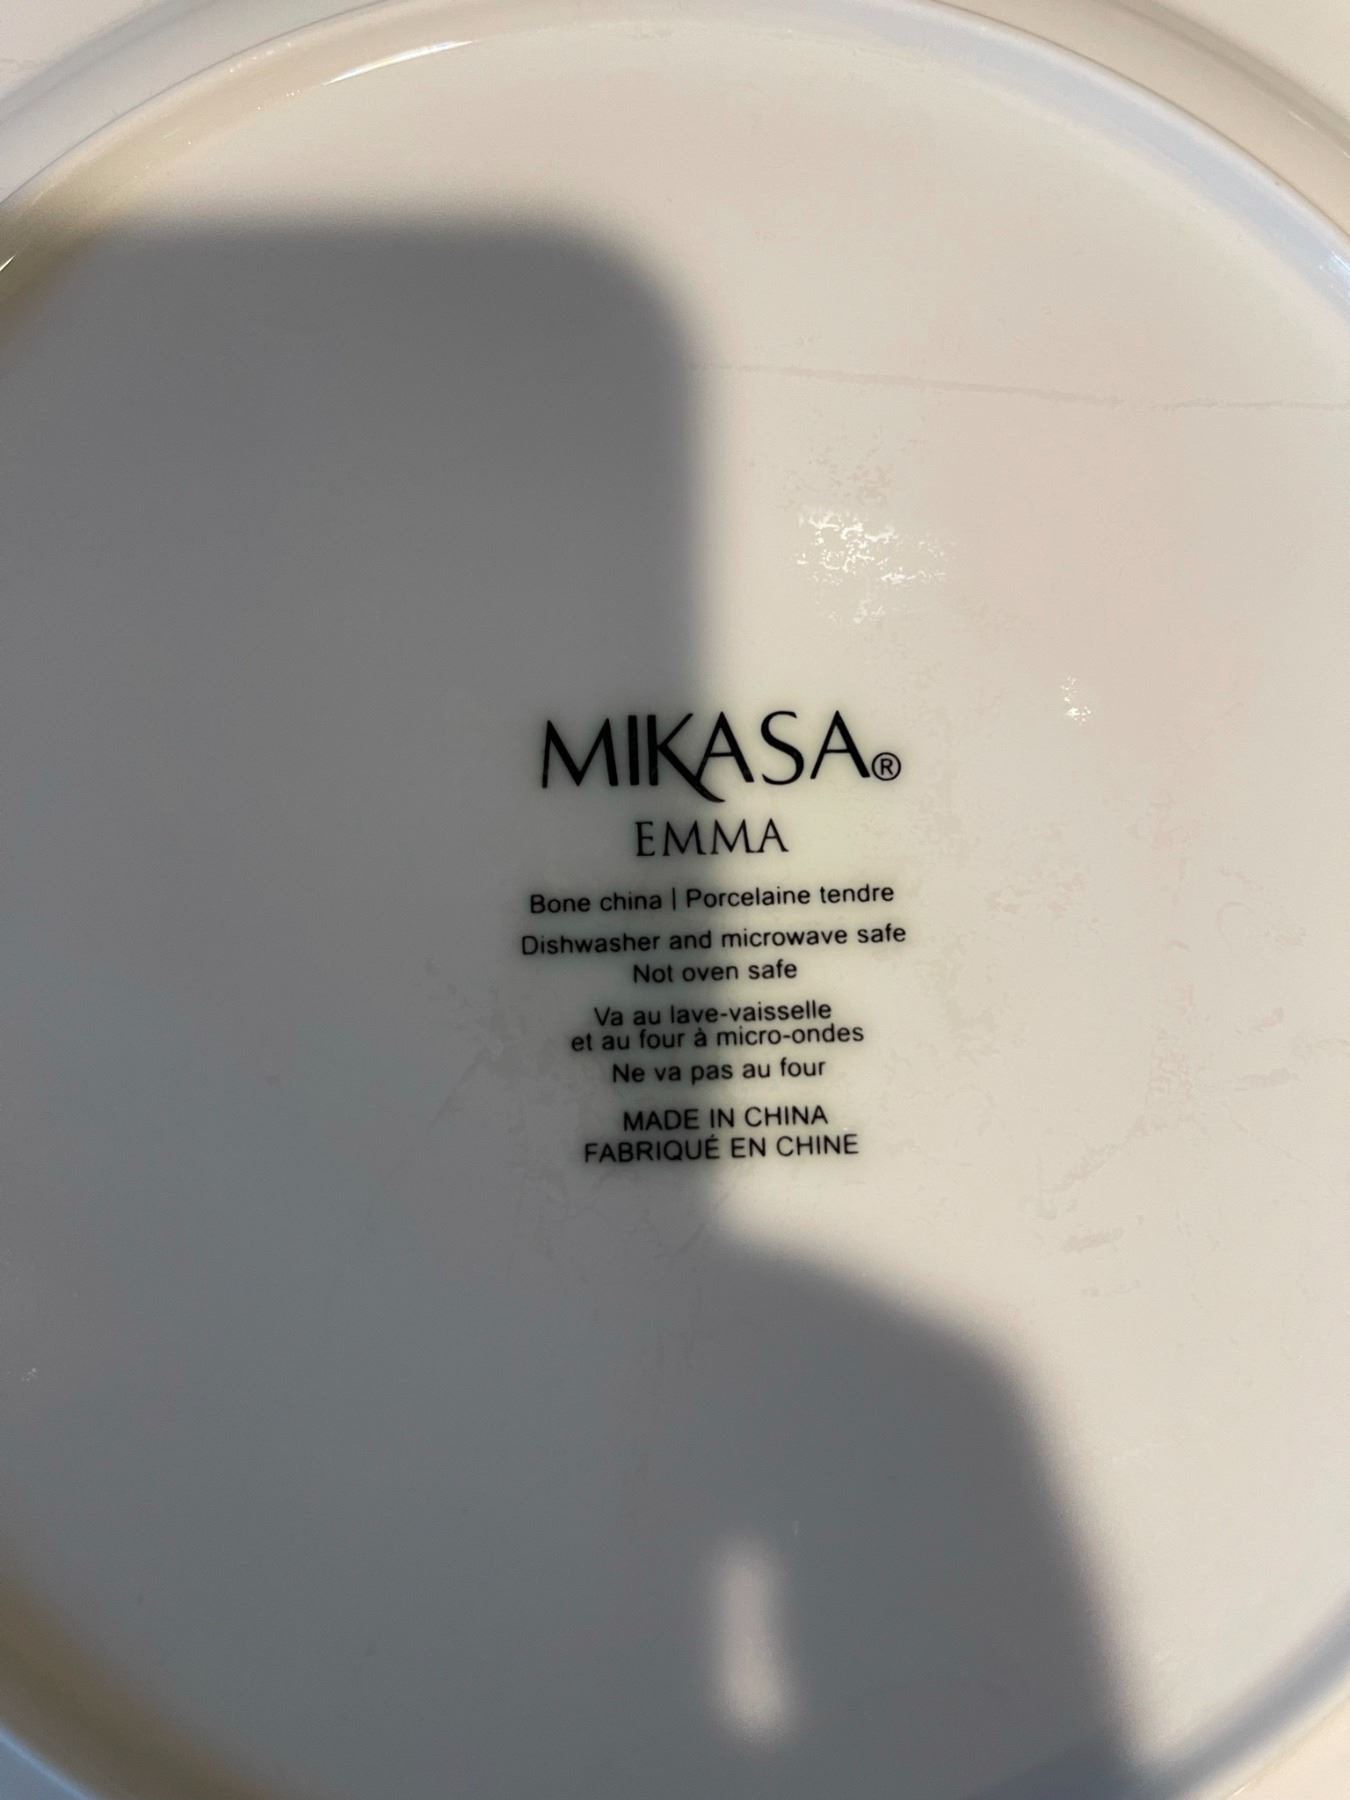 MIKASA®
EMMA
Bone china | Porcelaine tendre
Dishwasher and microwave safe
Not oven safe
Va au lave-vaisselle
et au four à micro-ondes
Ne va pas au four
MADE IN CHINA
FABRIQUÉ EN CHINE